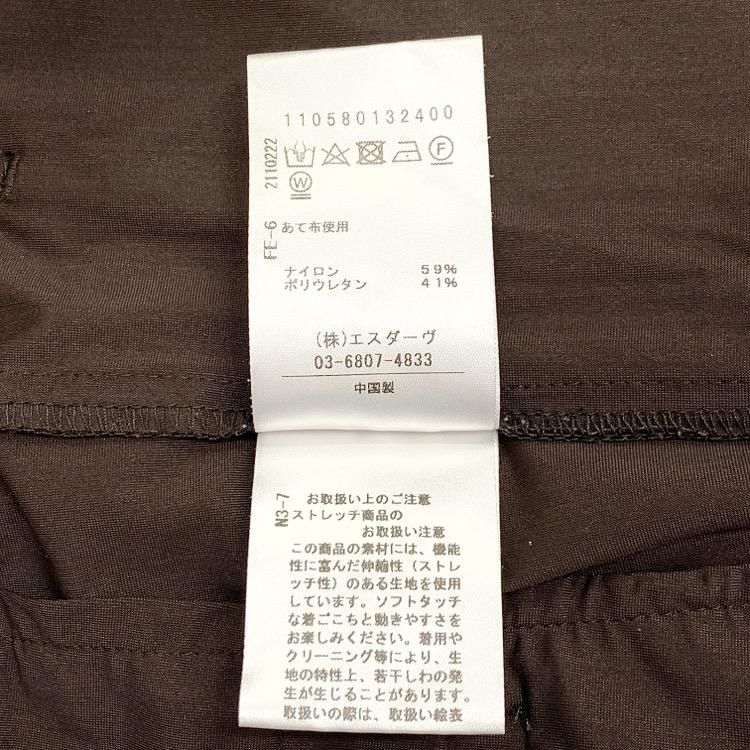 110580132400
2110222
F
W
FE-6
あて布使用
ナイロン 59%
ポリウレタン 41%
(株)エスダーヴ
03-6807-4833
中国製
N3-7
お取扱い上のご注意
ストレッチ商品の
お取扱い注意
この商品の素材には、機能
性に富んだ伸縮性(ストレ
ッチ性)のある生地を使用
しています。ソフトタッチ
な着ごこちと動きやすさを
お楽しみください。着用や
クリーニング等により、生
地の特性上、若干しわの発
生が生じることがあります。
取扱いの際は、取扱い絵表